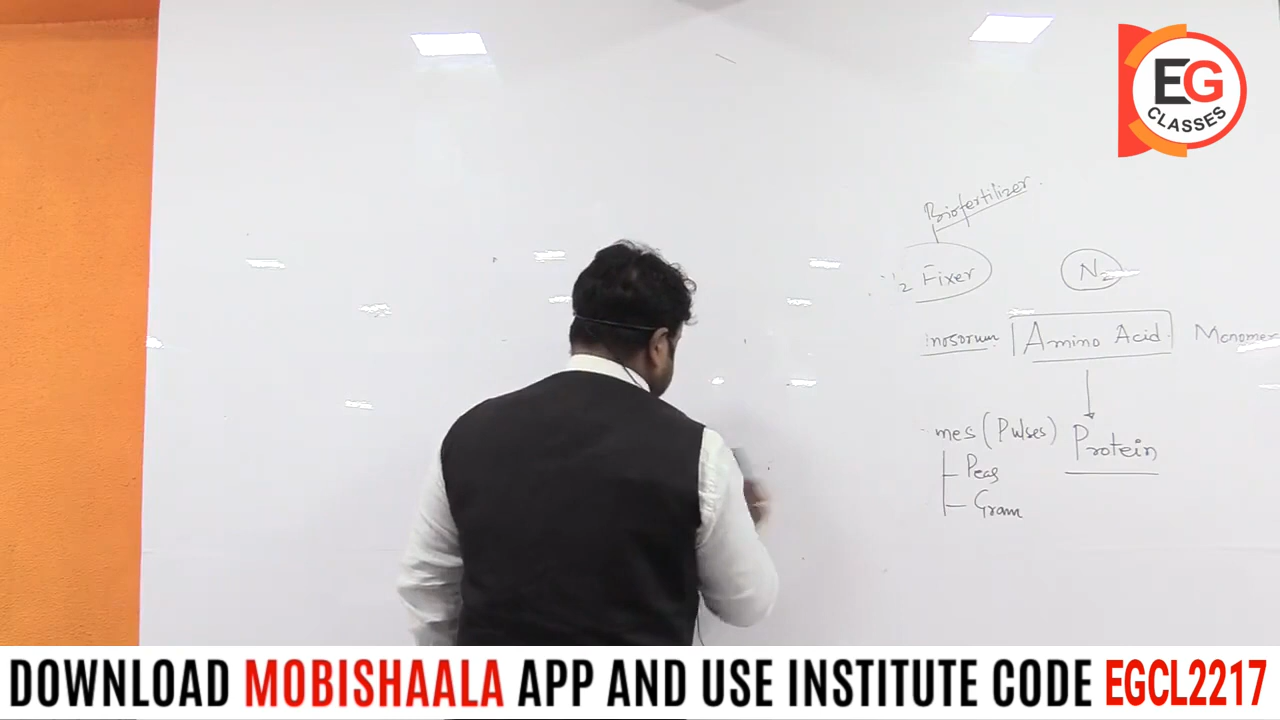 EG
CLASSES
Biofertilizer
2 Fixer
N2
inosorum
Amino Acid
Monomer
mes (Pulses)
Protein
Peas
Gram
DOWNLOAD MOBISHAALA APP AND USE INSTITUTE CODE EGCL2217